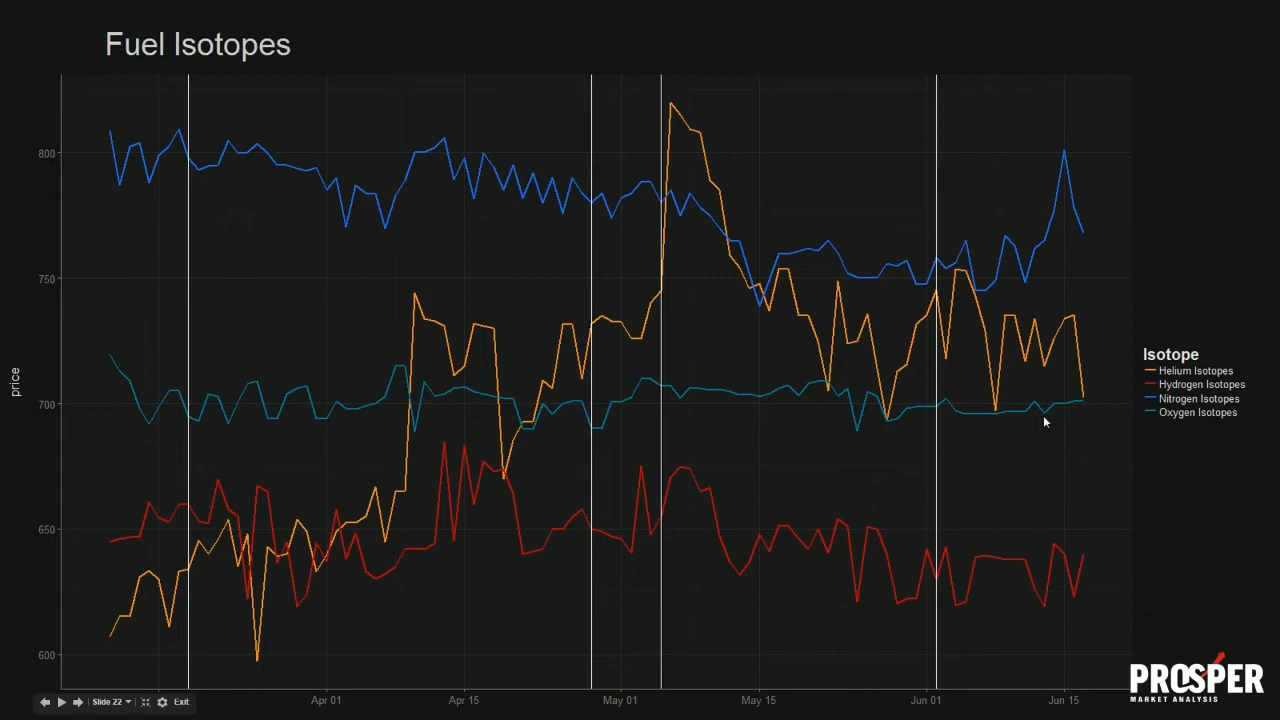 Fuel Isotopes
800
750
700
650
600
price
Apr 01
Apr 15
May 01
May 15
Jun 01
Jun 15
Isotope
Helium Isotopes
Hydrogen Isotopes
Nitrogen Isotopes
Oxygen Isotopes
Slide 22
Exit
PROSPER
MARKET ANALYSIS